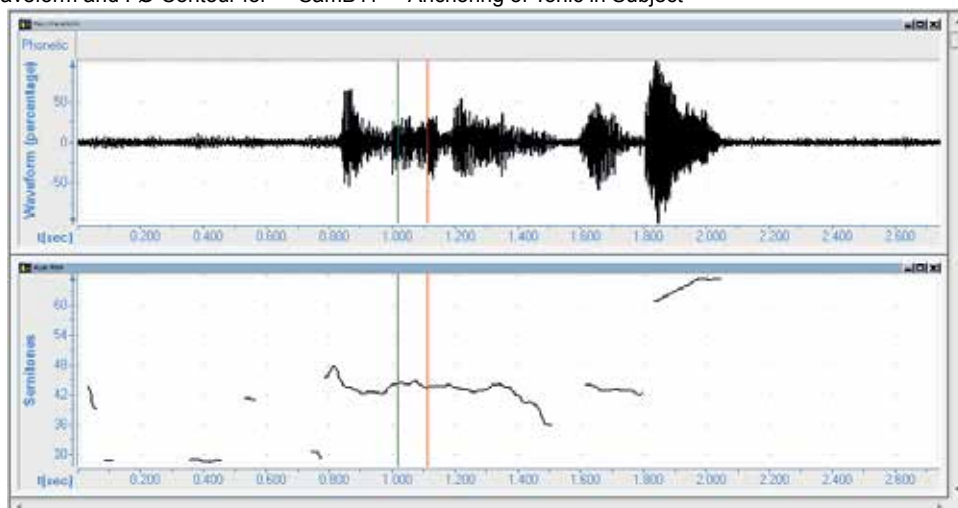 Waveform and FØ Contour for "SamD11" – Anchoring of Tonic in Subject
Phonetic
Waveform (percentage)
50
0
-50
t[sec] 0.200 0.400 0.600 0.800 1.000 1.200 1.400 1.600 1.800 2.000 2.200 2.400 2.600
Semitones
60
54
48
42
36
30
t[sec] 0.200 0.400 0.600 0.800 1.000 1.200 1.400 1.600 1.800 2.000 2.200 2.400 2.600